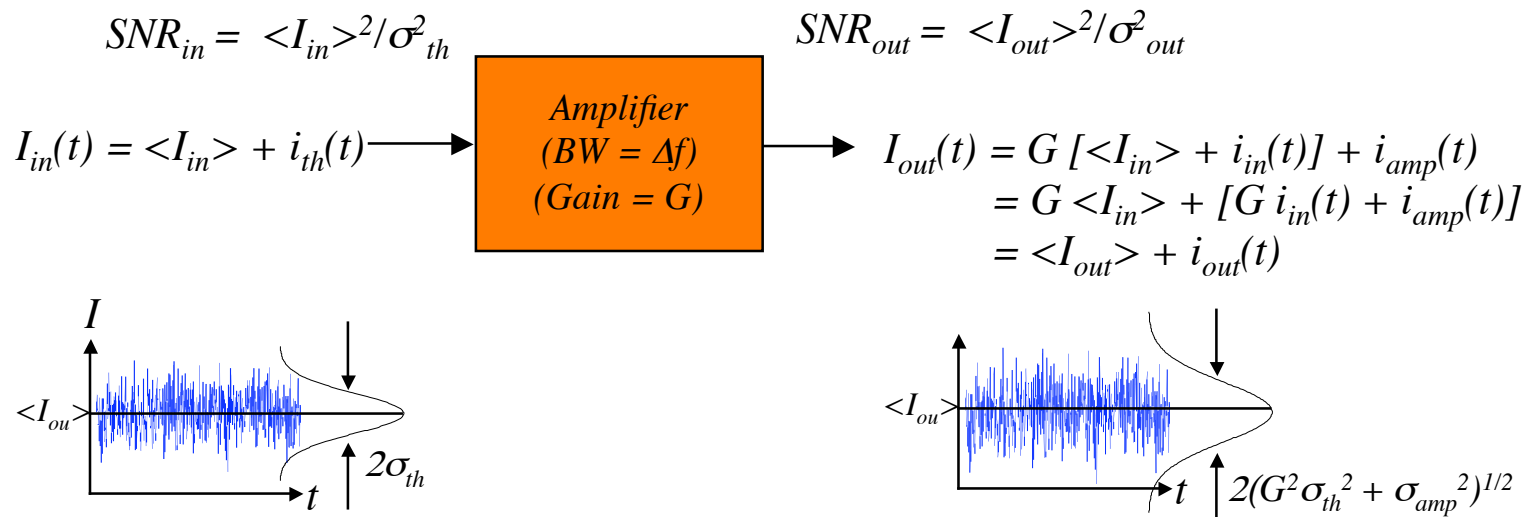 SNR_in = <I_in>²/σ²_th
SNR_out = <I_out>²/σ²_out
Amplifier
(BW = Δf)
(Gain = G)
I_in(t) = <I_in> + i_th(t)
I_out(t) = G [<I_in> + i_in(t)] + i_amp(t)
= G <I_in> + [G i_in(t) + i_amp(t)]
= <I_out> + i_out(t)
I
<I_ou>
2σ_th
t
<I_ou>
t
2(G²σ_th² + σ_amp²)^1/2